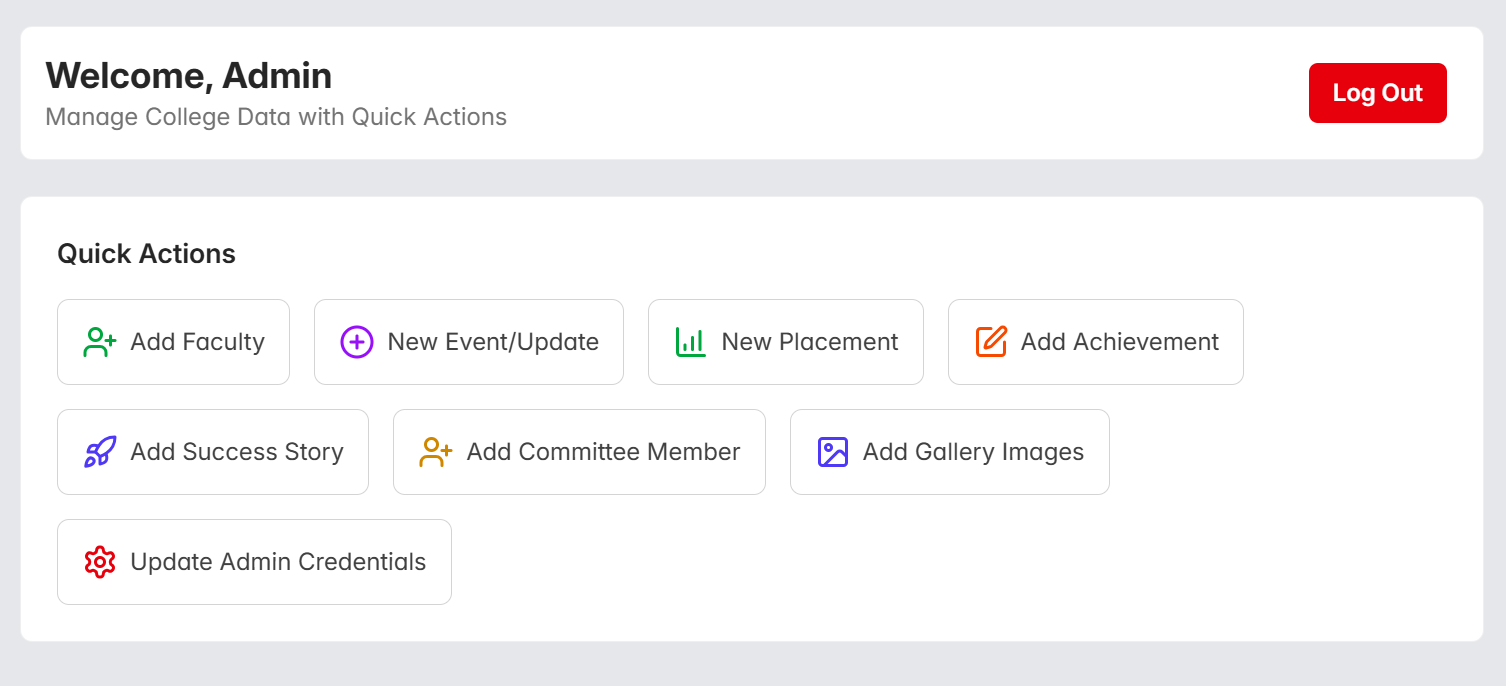 Welcome, Admin
Manage College Data with Quick Actions
Log Out
Quick Actions
Add Faculty
New Event/Update
New Placement
Add Achievement
Add Success Story
Add Committee Member
Add Gallery Images
Update Admin Credentials